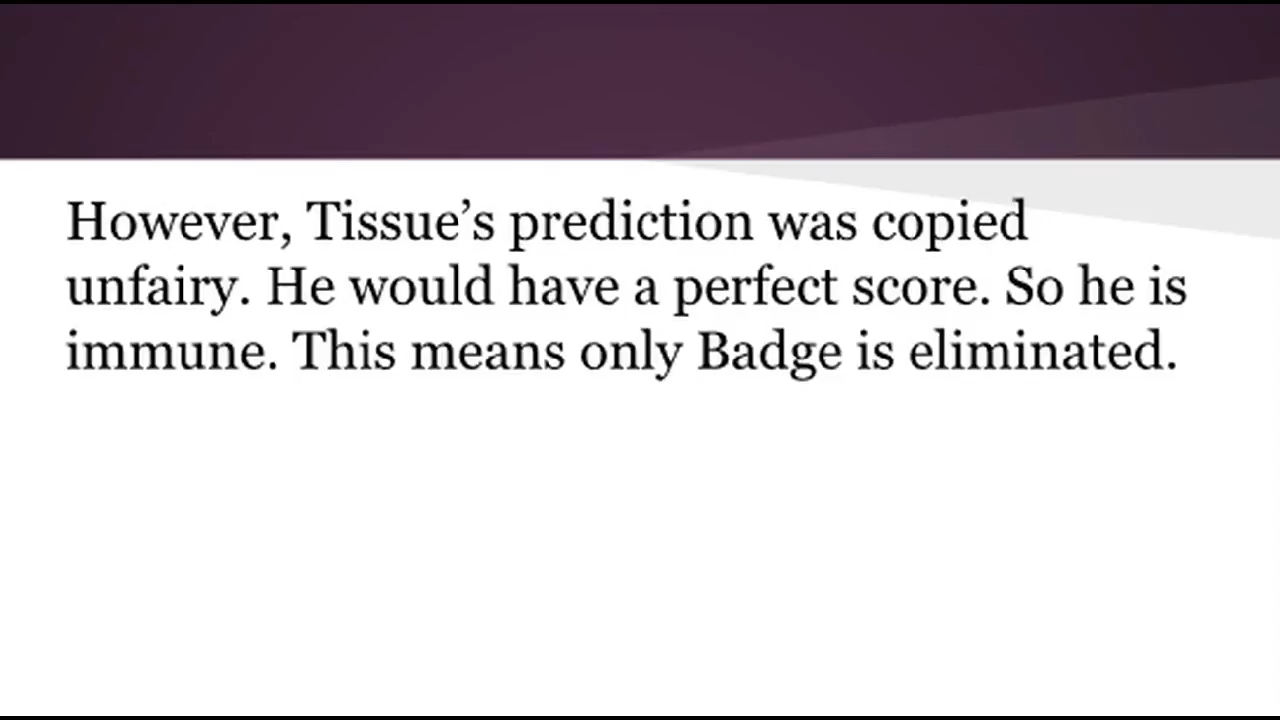 However, Tissue’s prediction was copied
unfairy. He would have a perfect score. So he is
immune. This means only Badge is eliminated.